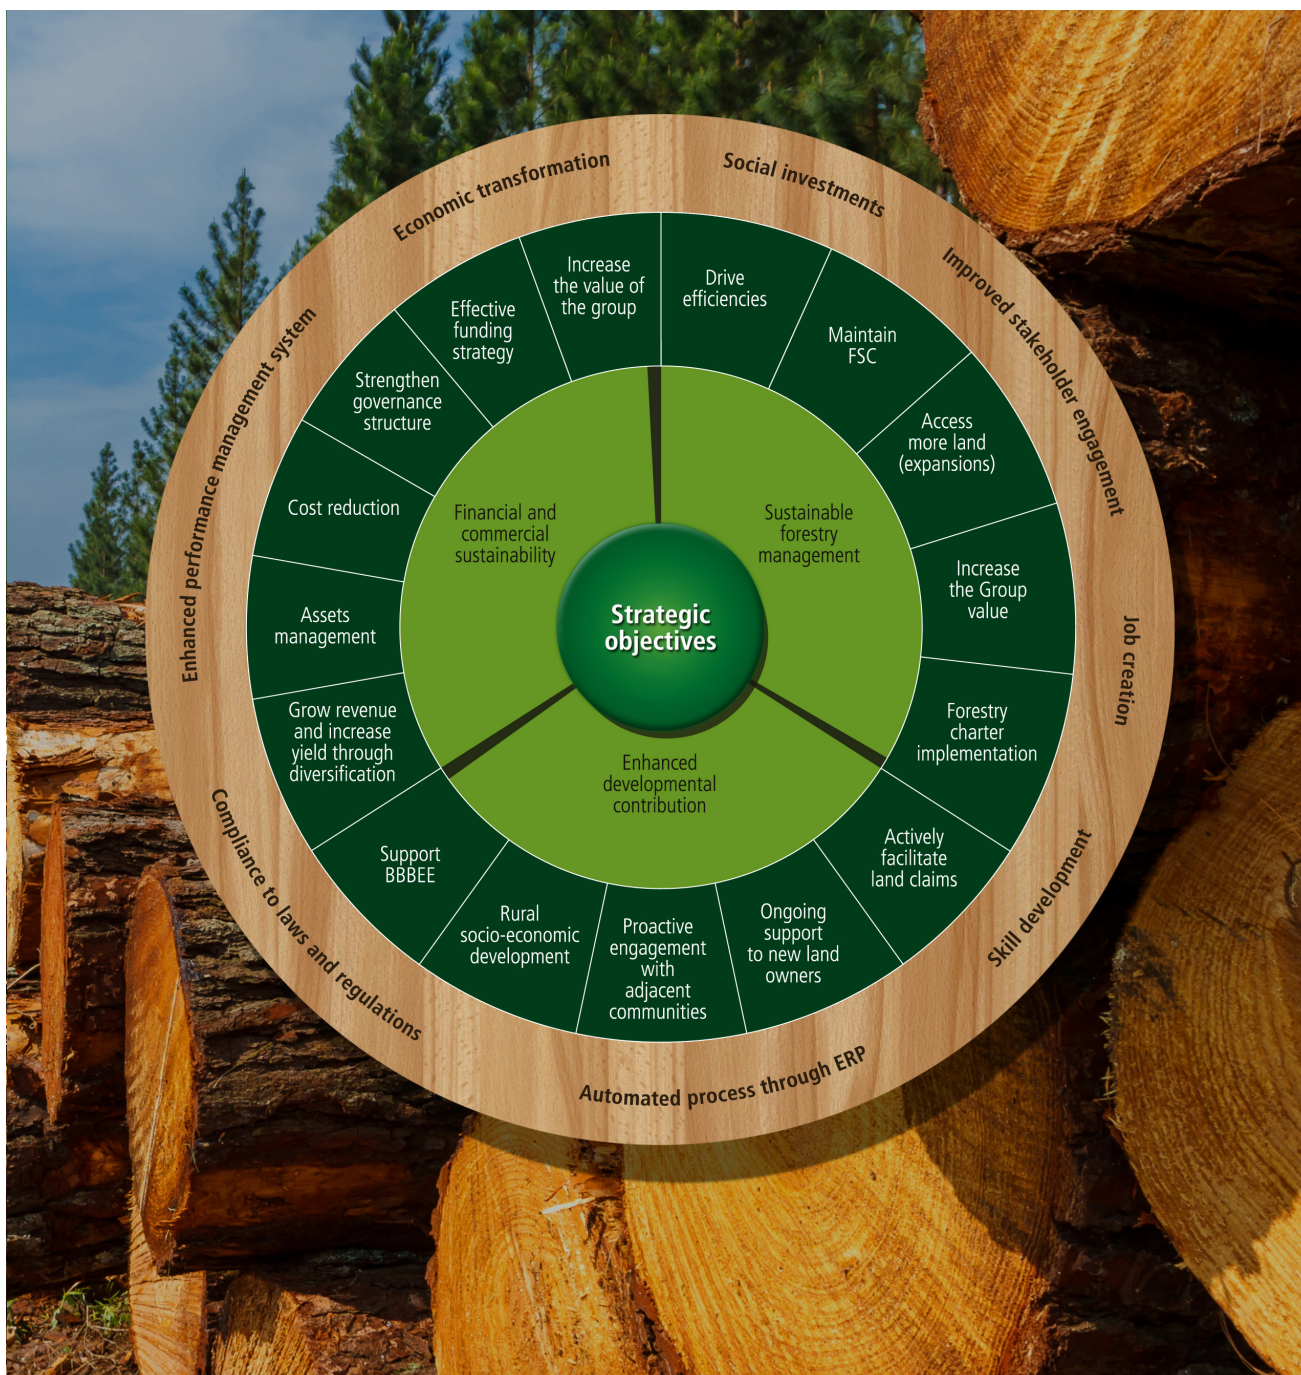 Economic transformation
Social investments
Improved stakeholder engagement
Job creation
Skill development
Automated process through ERP
Compliance to laws and regulations
Enhanced performance management system
Increase
the value of
the group
Drive
efficiencies
Maintain
FSC
Access
more land
(expansions)
Increase
the Group
value
Forestry
charter
implementation
Actively
facilitate
land claims
Ongoing
support
to new land
owners
Proactive
engagement
with
adjacent
communities
Rural
socio-economic
development
Support
BBBEE
Grow revenue
and increase
yield through
diversification
Assets
management
Cost reduction
Strengthen
governance
structure
Effective
funding
strategy
Financial and
commercial
sustainability
Sustainable
forestry
management
Enhanced
developmental
contribution
Strategic
objectives